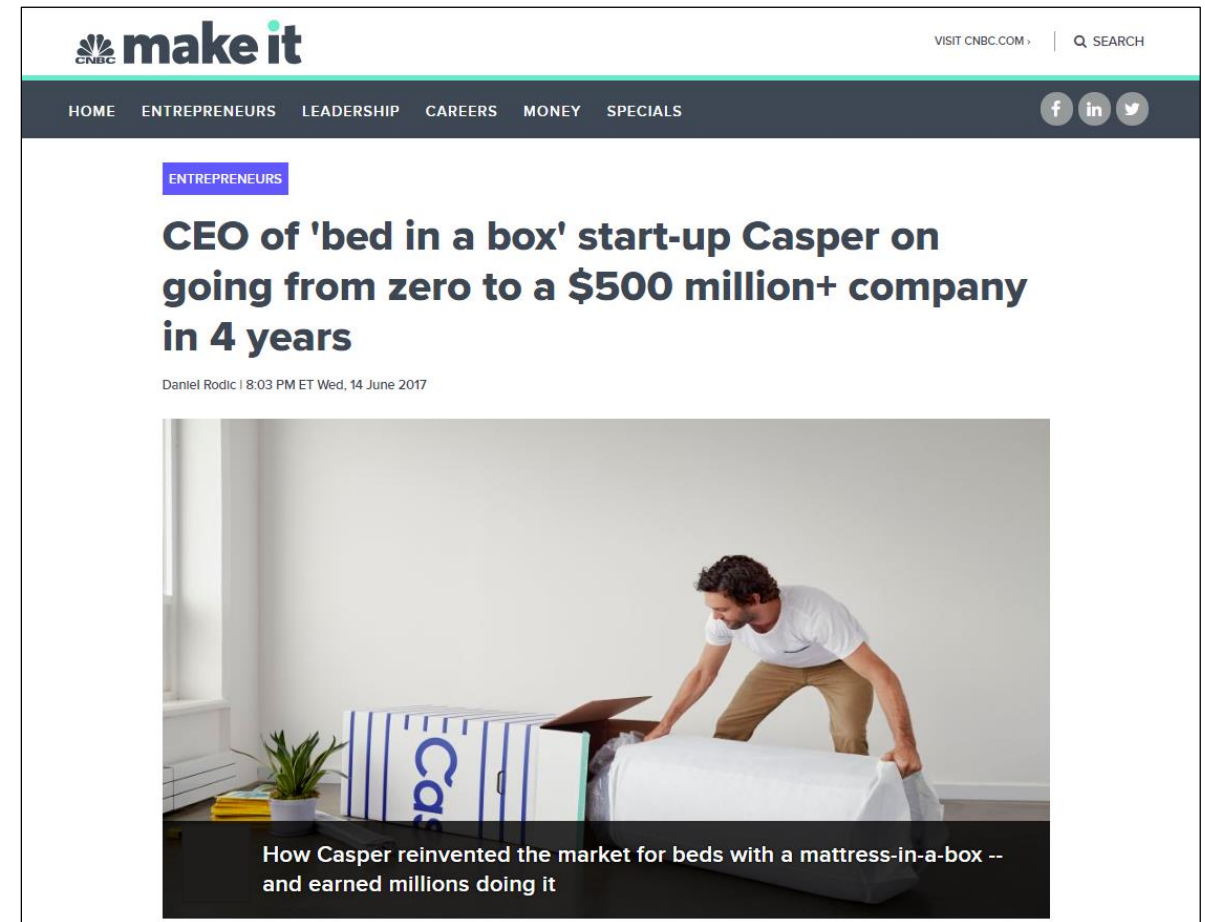 CNBC make it
VISIT CNBC.COM ›
SEARCH
HOME ENTREPRENEURS LEADERSHIP CAREERS MONEY SPECIALS
f in
ENTREPRENEURS
CEO of 'bed in a box' start-up Casper on
going from zero to a $500 million+ company
in 4 years
Daniel Rodic | 8:03 PM ET Wed, 14 June 2017
Cas
How Casper reinvented the market for beds with a mattress-in-a-box --
and earned millions doing it